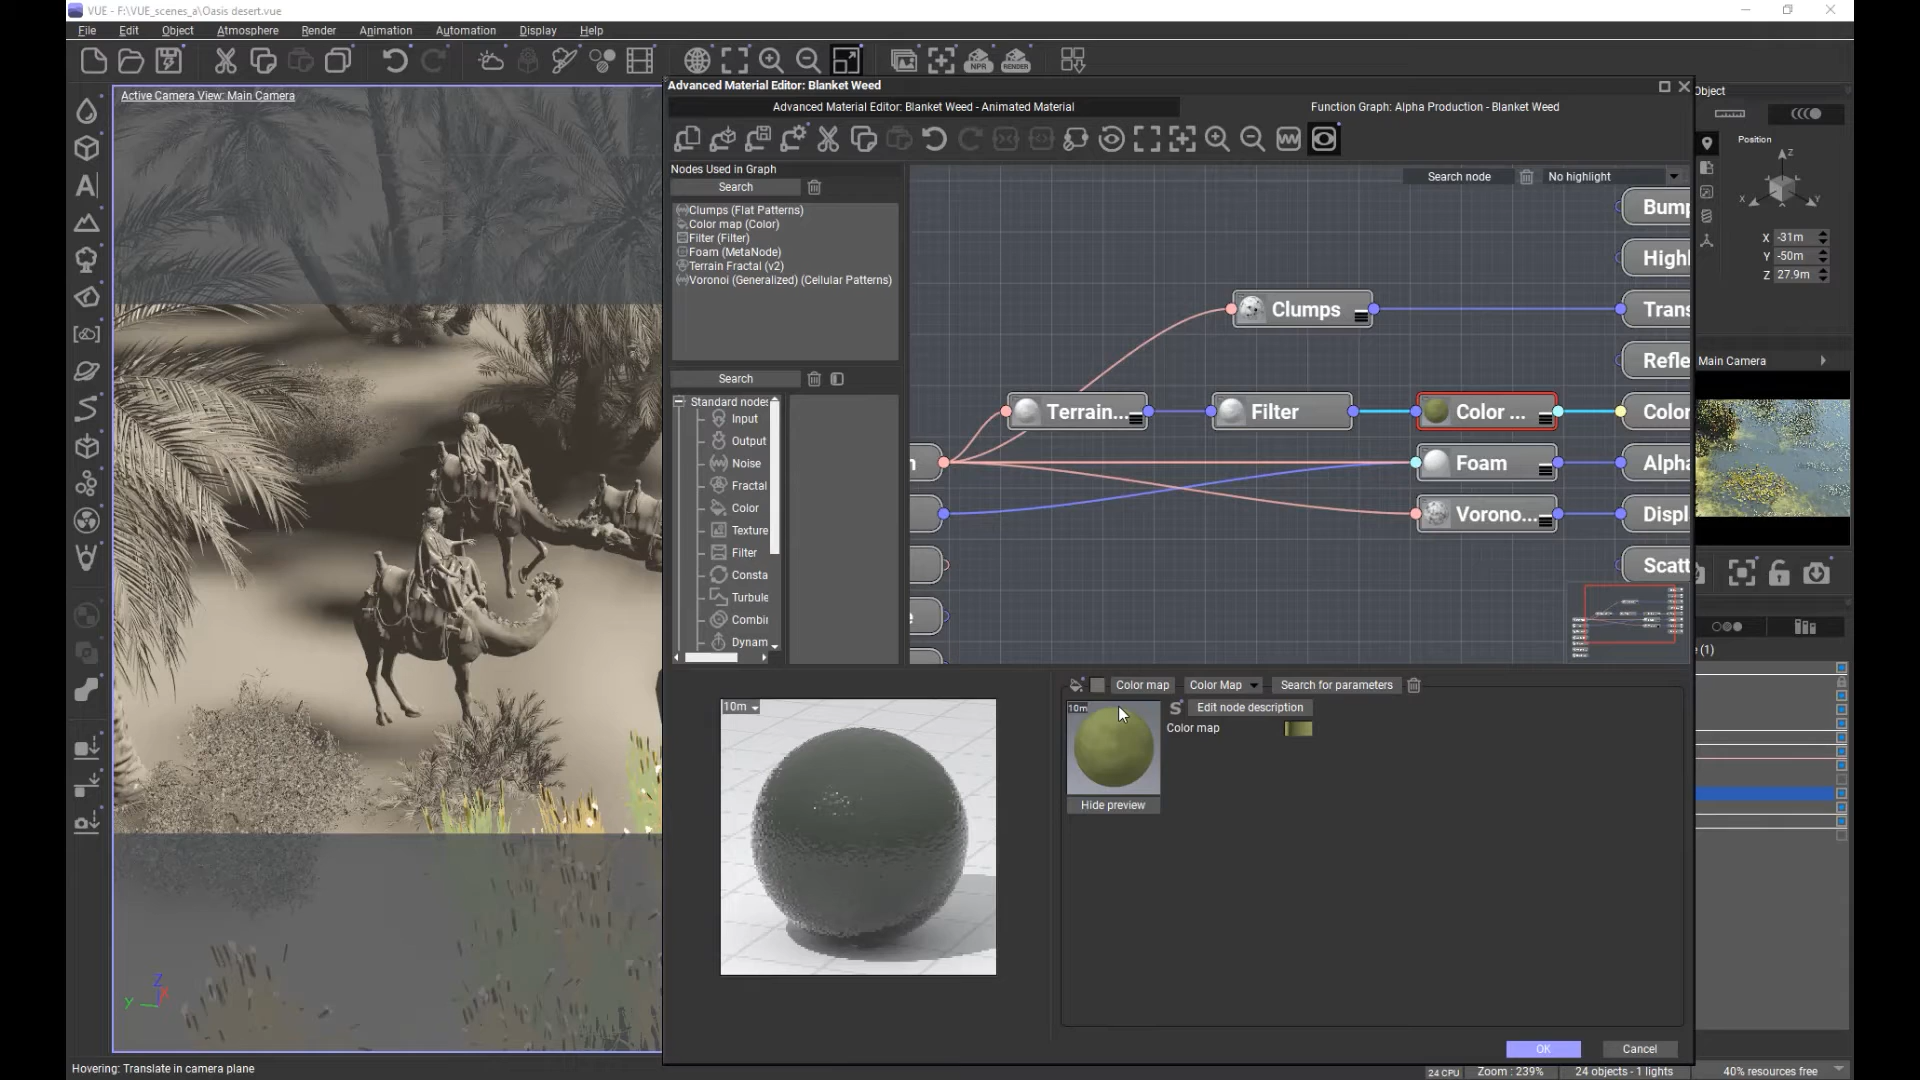 VUE - F:\VUE_scenes_a\Oasis desert.vue
File Edit Object Atmosphere Render Animation Automation Display Help
Active Camera View: Main Camera
Advanced Material Editor: Blanket Weed
Advanced Material Editor: Blanket Weed - Animated Material
Function Graph: Alpha Production - Blanket Weed
Nodes Used in Graph
Search
Clumps (Flat Patterns)
Color map (Color)
Filter (Filter)
Foam (MetaNode)
Terrain Fractal (v2)
Voronoi (Generalized) (Cellular Patterns)
Search
Standard nodes
Input
Output
Noise
Fractal
Color
Texture
Filter
Consta
Turbule
Combi
Dynam
Search node
No highlight
Bump
Highl
Clumps
Trans
Refle
Terrain...
Filter
Color ...
Color
n
Foam
Alpha
Vorono...
Displ
Scatt
e
10m
Color map
Color Map
Search for parameters
10m
Edit node description
Color map
Hide preview
OK
Cancel
Object
Position
Z
X
Y
X -31m
Y -50m
Z 27.9m
Main Camera
NPR
RENDER
(1)
Z
Y
X
Hovering: Translate in camera plane
24 CPU
Zoom : 239%
24 objects - 1 lights
40% resources free